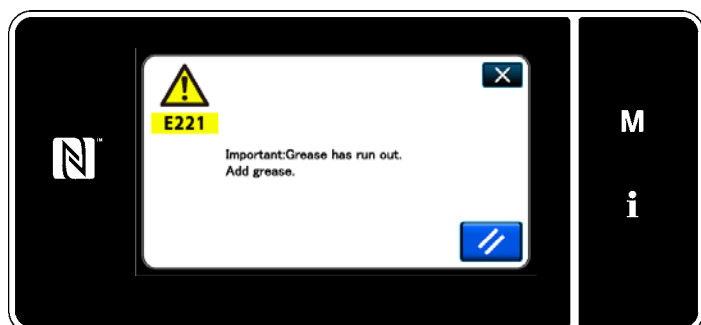 E221
Important:Grease has run out.
Add grease.
M
i